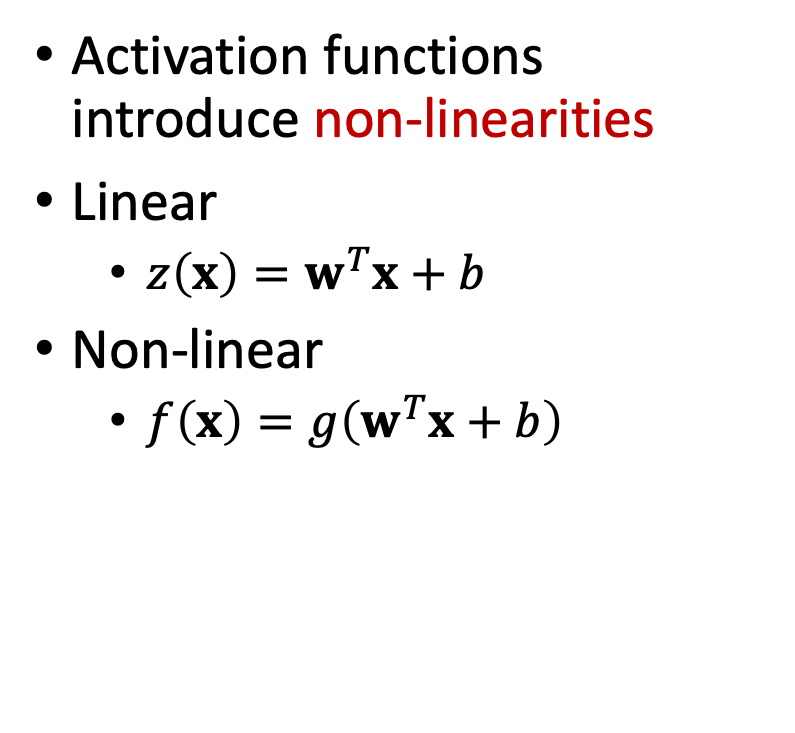 • Activation functions
introduce non-linearities
• Linear
• z(𝐱) = 𝐰ᵀ𝐱 + b
• Non-linear
• f(𝐱) = g(𝐰ᵀ𝐱 + b)